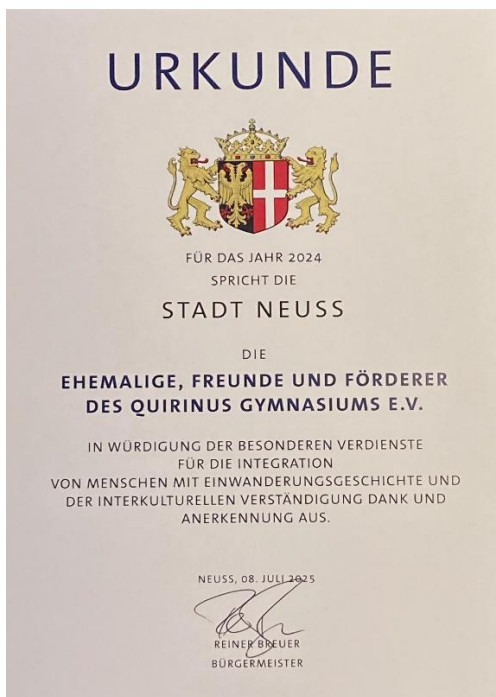 URKUNDE
FÜR DAS JAHR 2024
SPRICHT DIE
STADT NEUSS
DIE
EHEMALIGE, FREUNDE UND FÖRDERER
DES QUIRINUS GYMNASIUMS E.V.
IN WÜRDIGUNG DER BESONDEREN VERDIENSTE
FÜR DIE INTEGRATION
VON MENSCHEN MIT EINWANDERUNGSGESCHICHTE UND
DER INTERKULTURELLEN VERSTÄNDIGUNG DANK UND
ANERKENNUNG AUS.
NEUSS, 08. JULI 2025
REINER BREUER
BÜRGERMEISTER